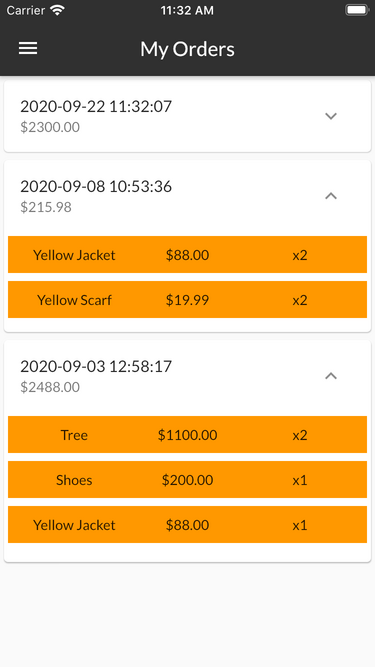 Carrier 11:32 AM
My Orders
2020-09-22 11:32:07
$2300.00
2020-09-08 10:53:36
$215.98
Yellow Jacket $88.00 x2
Yellow Scarf $19.99 x2
2020-09-03 12:58:17
$2488.00
Tree $1100.00 x2
Shoes $200.00 x1
Yellow Jacket $88.00 x1